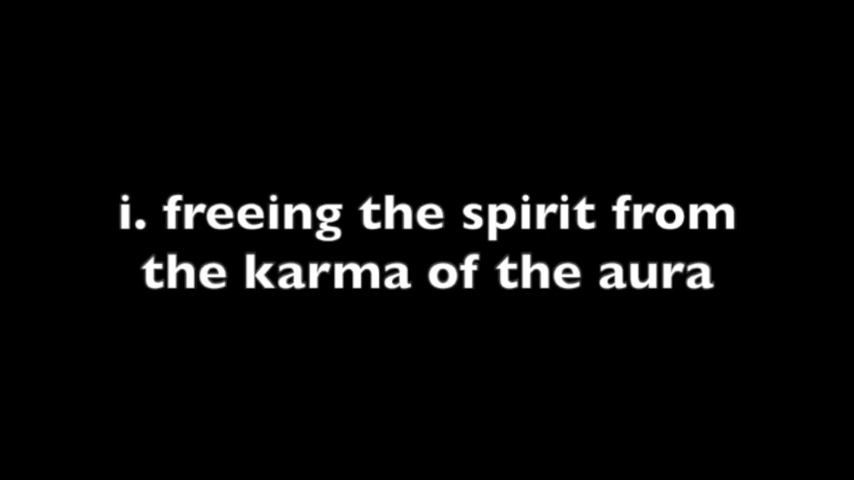 i. freeing the spirit from
the karma of the aura